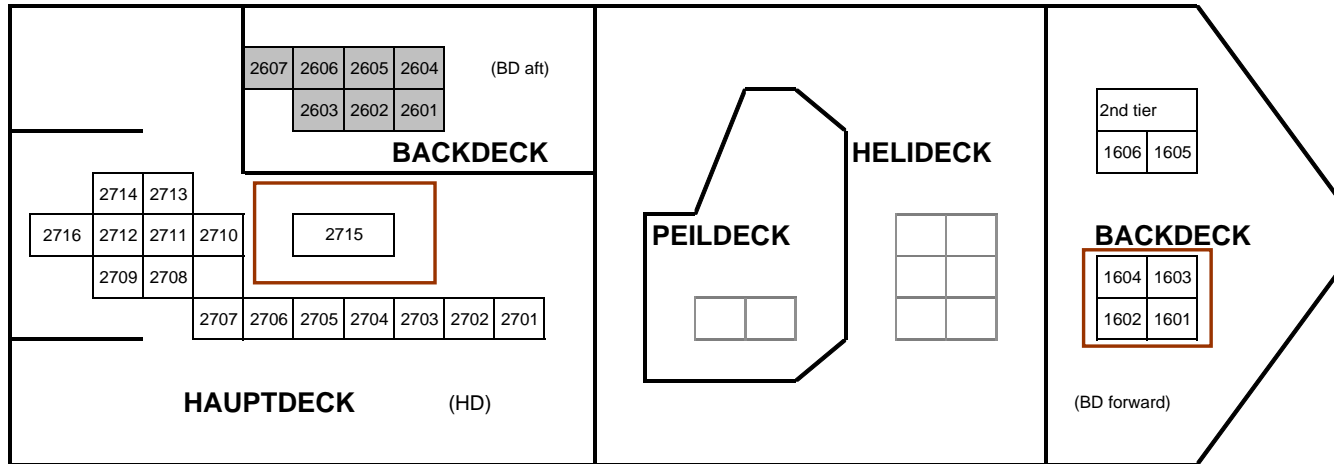 2607 2606 2605 2604 (BD aft)
2603 2602 2601
BACKDECK
2714 2713
2716 2712 2711 2710 2715
2709 2708
2707 2706 2705 2704 2703 2702 2701
HAUPTDECK (HD)
PEILDECK
HELIDECK
2nd tier
1606 1605
BACKDECK
1604 1603
1602 1601
(BD forward)